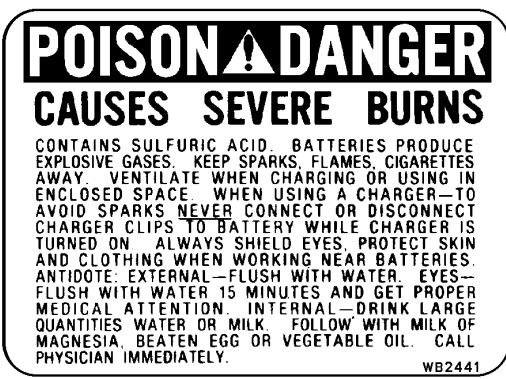 POISON DANGER
CAUSES SEVERE BURNS
CONTAINS SULFURIC ACID. BATTERIES PRODUCE
EXPLOSIVE GASES. KEEP SPARKS, FLAMES, CIGARETTES
AWAY. VENTILATE WHEN CHARGING OR USING IN
ENCLOSED SPACE. WHEN USING A CHARGER—TO
AVOID SPARKS NEVER CONNECT OR DISCONNECT
CHARGER CLIPS TO BATTERY WHILE CHARGER IS
TURNED ON. ALWAYS SHIELD EYES, PROTECT SKIN
AND CLOTHING WHEN WORKING NEAR BATTERIES.
ANTIDOTE: EXTERNAL—FLUSH WITH WATER. EYES—
FLUSH WITH WATER 15 MINUTES AND GET PROPER
MEDICAL ATTENTION. INTERNAL—DRINK LARGE
QUANTITIES WATER OR MILK. FOLLOW WITH MILK OF
MAGNESIA, BEATEN EGG OR VEGETABLE OIL. CALL
PHYSICIAN IMMEDIATELY.
WB2441